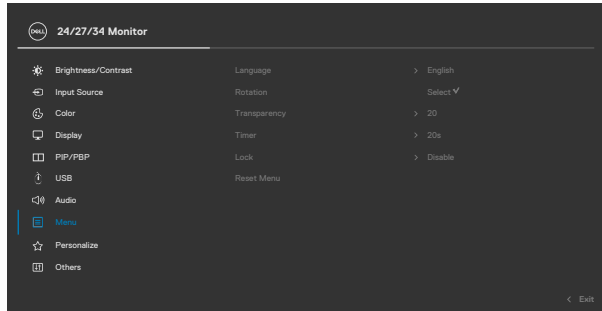 DELL 24/27/34 Monitor
Brightness/Contrast Language > English
Input Source Rotation Select
Color Transparency > 20
Display Timer > 20s
PIP/PBP Lock > Disable
USB Reset Menu
Audio
Menu
Personalize
Others
< Exit